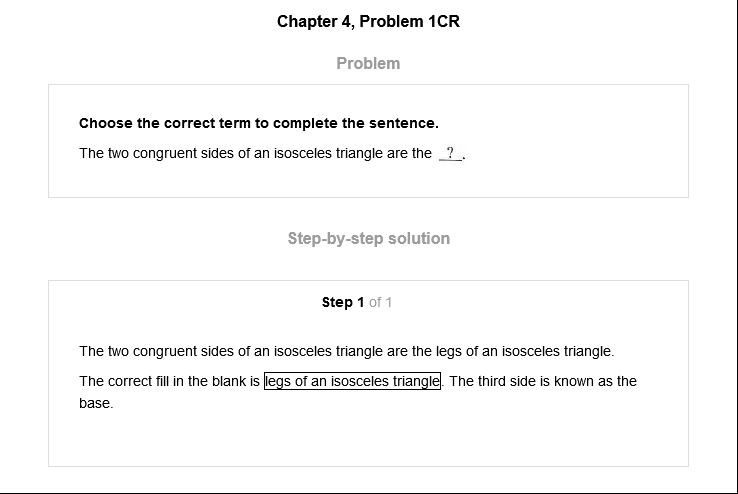 Chapter 4, Problem 1CR
Problem
Choose the correct term to complete the sentence.
The two congruent sides of an isosceles triangle are the ? .
Step-by-step solution
Step 1 of 1
The two congruent sides of an isosceles triangle are the legs of an isosceles triangle.
The correct fill in the blank is legs of an isosceles triangle. The third side is known as the
base.